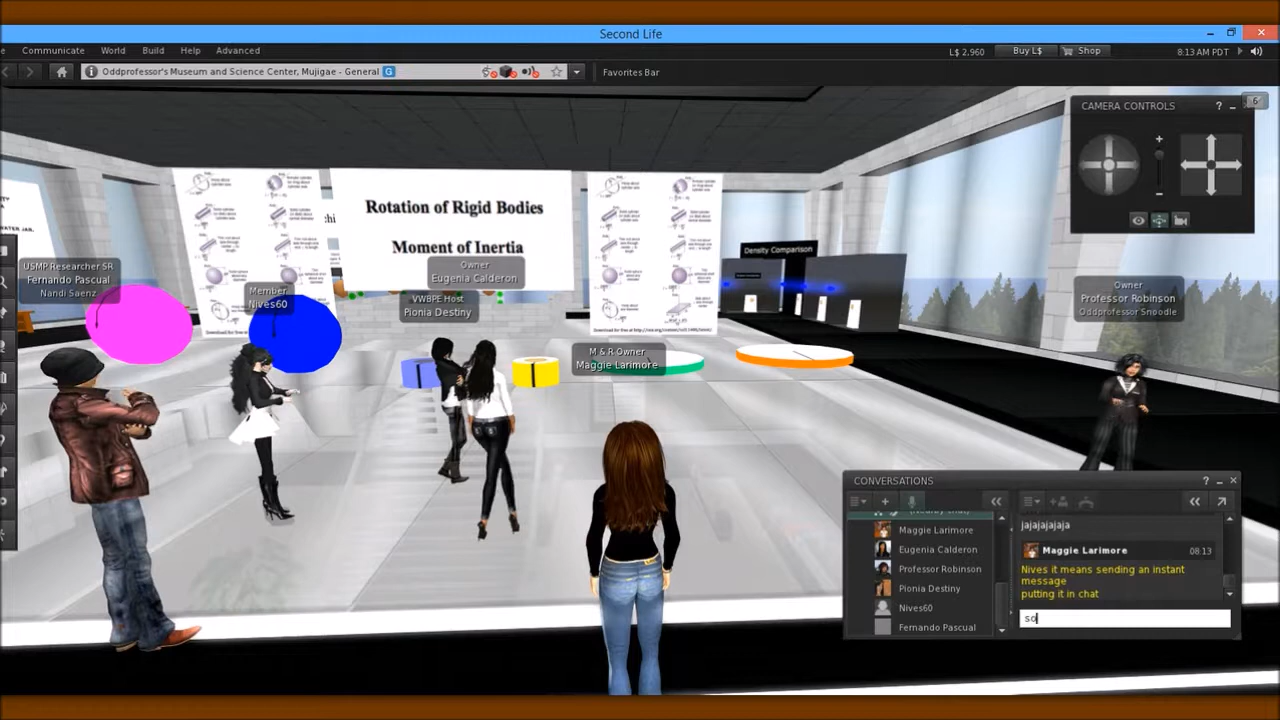 Second Life
e Communicate World Build Help Advanced
L$ 2,960 Buy L$ Shop 8:13 AM PDT
Oddprofessor's Museum and Science Center, Mujigae - General G
Favorites Bar
CAMERA CONTROLS ? 6
Rotation of Rigid Bodies
Moment of Inertia
Density Comparison
WATER JAR.
USMP Researcher SR
Fernando Pascual
Nandi Saenz
Member
Nives60
Owner
Eugenia Calderon
VWBPE Host
Pionia Destiny
M & R Owner
Maggie Larimore
Owner
Professor Robinson
Oddprofessor Snoodle
CONVERSATIONS ?
Maggie Larimore
Eugenia Calderon
Professor Robinson
Pionia Destiny
Nives60
Fernando Pascual
jajajajajaja
Maggie Larimore 08:13
Nives it means sending an instant
message
putting it in chat
so